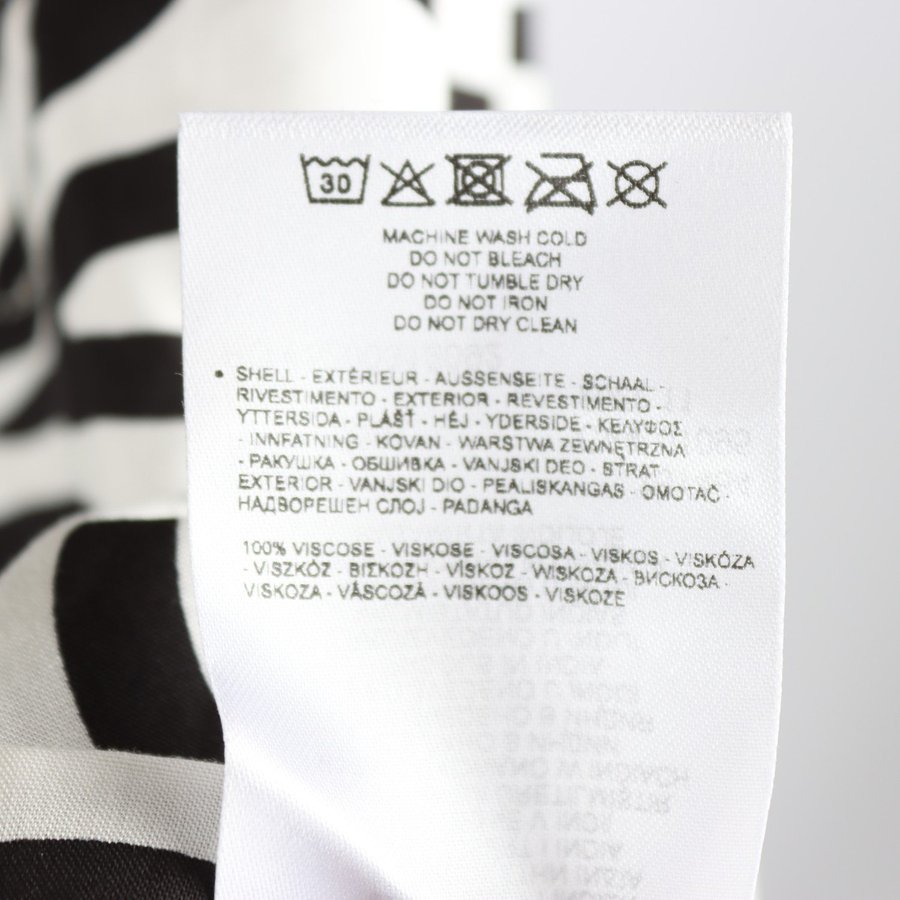 30
MACHINE WASH COLD
DO NOT BLEACH
DO NOT TUMBLE DRY
DO NOT IRON
DO NOT DRY CLEAN
• SHELL - EXTÉRIEUR - AUSSENSEITE - SCHAAL -
RIVESTIMENTO - EXTERIOR - REVESTIMENTO -
YTTERSIDA - PLÁŠŤ - HÉJ - YDERSIDE - ΚΕΛΥΦΟΣ
- INNFATNING - KOVAN - WARSTWA ZEWNĘTRZNA
- РАКУШКА - ОБШИВКА - VANJSKI DEO - STRAT
EXTERIOR - VANJSKI DIO - PEALISKANGAS - OMOTAČ -
НАДВОРЕШЕН СЛОЈ - PADANGA
100% VISCOSE - VISKOSE - VISCOSA - VISKOS - VISKÓZA
- VISZKÓZ - ΒΙΣΚΟΖΗ - VÍSKOZ - WISKOZA - ВИСКОЗА -
VISKOZA - VÂSCOZĂ - VISKOOS - VISKOZE